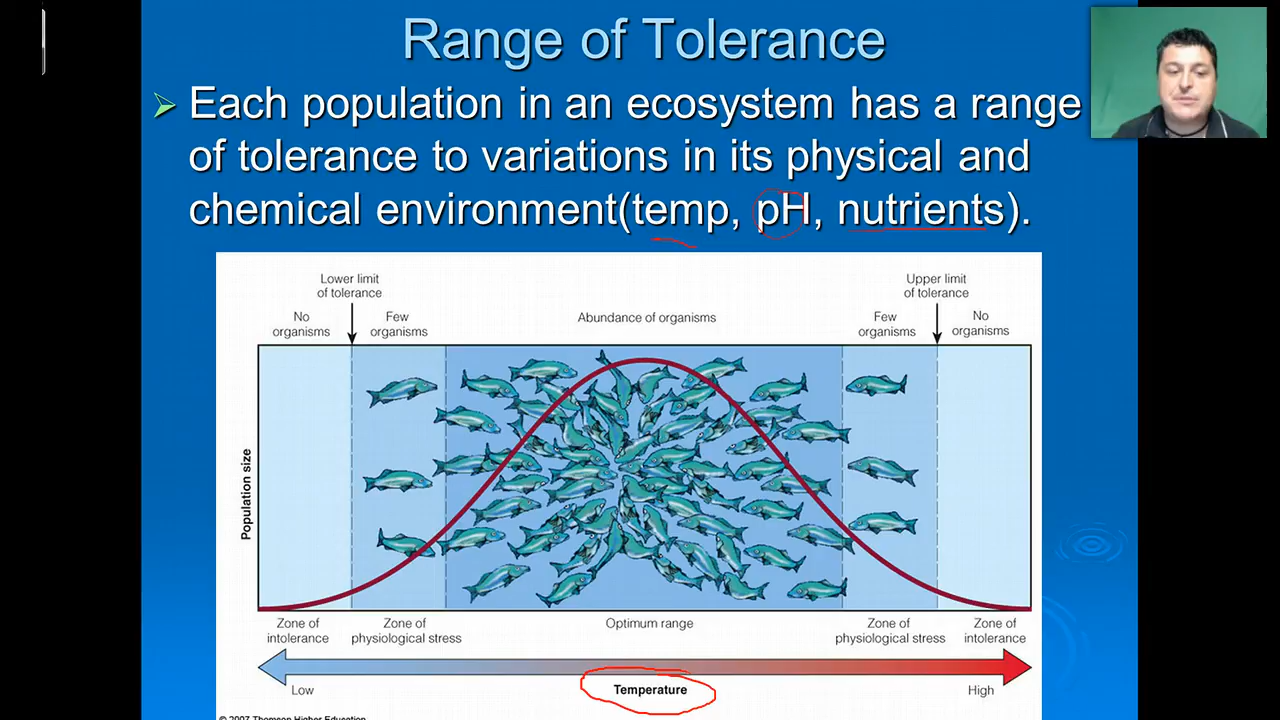 Range of Tolerance
Each population in an ecosystem has a range
of tolerance to variations in its physical and
chemical environment(temp, pH, nutrients).
Lower limit
of tolerance
Upper limit
of tolerance
No
organisms
Few
organisms
Abundance of organisms
Few
organisms
No
organisms
Population size
Zone of
intolerance
Zone of
physiological stress
Optimum range
Zone of
physiological stress
Zone of
intolerance
Low
Temperature
High
© 2007 Thomson Higher Education